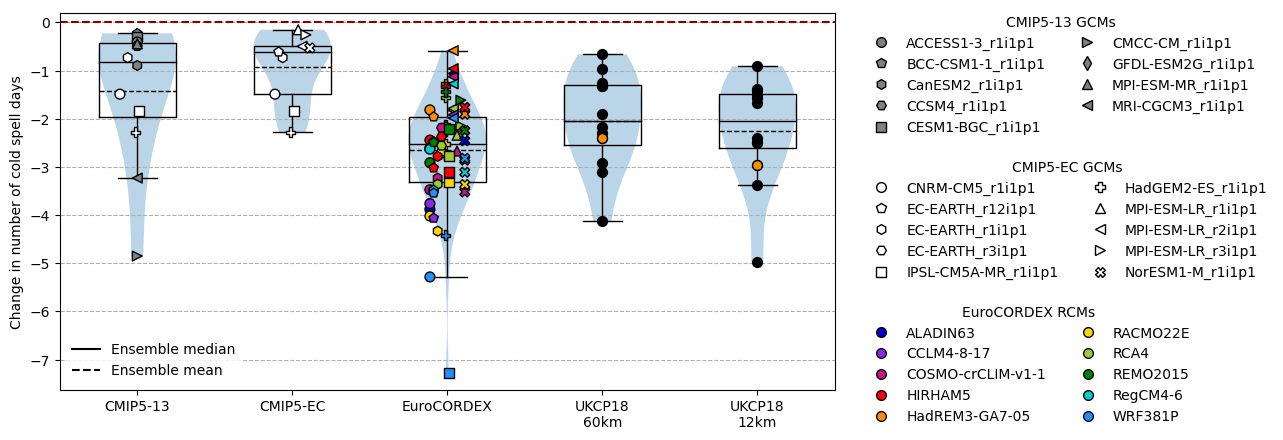 Change in number of cold spell days
0
−1
−2
−3
−4
−5
−6
−7
Ensemble median
Ensemble mean
CMIP5-13
CMIP5-EC
EuroCORDEX
UKCP18
60km
UKCP18
12km
CMIP5-13 GCMs
ACCESS1-3_r1i1p1
BCC-CSM1-1_r1i1p1
CanESM2_r1i1p1
CCSM4_r1i1p1
CESM1-BGC_r1i1p1
CMCC-CM_r1i1p1
GFDL-ESM2G_r1i1p1
MPI-ESM-MR_r1i1p1
MRI-CGCM3_r1i1p1
CMIP5-EC GCMs
CNRM-CM5_r1i1p1
EC-EARTH_r12i1p1
EC-EARTH_r1i1p1
EC-EARTH_r3i1p1
IPSL-CM5A-MR_r1i1p1
HadGEM2-ES_r1i1p1
MPI-ESM-LR_r1i1p1
MPI-ESM-LR_r2i1p1
MPI-ESM-LR_r3i1p1
NorESM1-M_r1i1p1
EuroCORDEX RCMs
ALADIN63
CCLM4-8-17
COSMO-crCLIM-v1-1
HIRHAM5
HadREM3-GA7-05
RACMO22E
RCA4
REMO2015
RegCM4-6
WRF381P